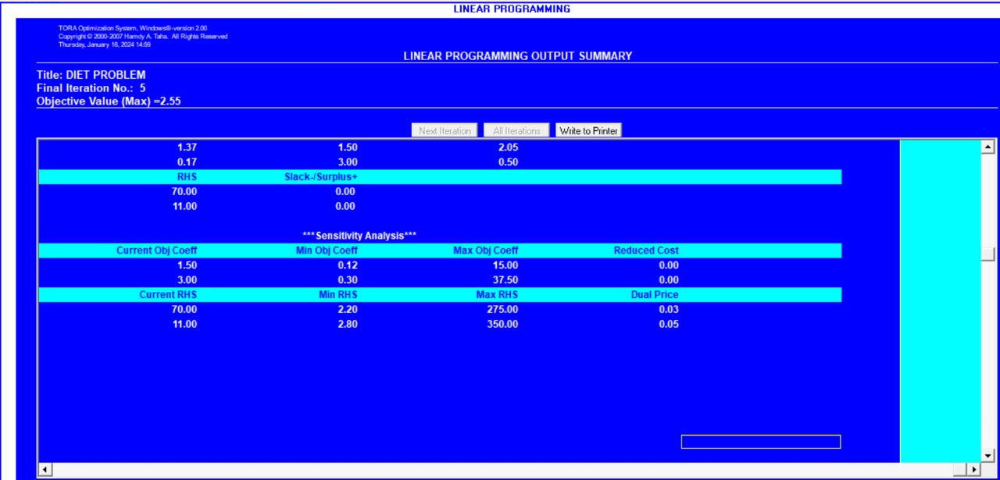 LINEAR PROGRAMMING
TORA Optimization System, Windows®-version 2.00
Copyright © 2000-2007 Hamdy A. Taha. All Rights Reserved
Thursday, January 18, 2024 14:59
LINEAR PROGRAMMING OUTPUT SUMMARY
Title: DIET PROBLEM
Final Iteration No.: 5
Objective Value (Max) =2.55
Next Iteration All Iterations Write to Printer
1.37 1.50 2.05
0.17 3.00 0.50
RHS Slack-/Surplus+
70.00 0.00
11.00 0.00
***Sensitivity Analysis***
Current Obj Coeff Min Obj Coeff Max Obj Coeff Reduced Cost
1.50 0.12 15.00 0.00
3.00 0.30 37.50 0.00
Current RHS Min RHS Max RHS Dual Price
70.00 2.20 275.00 0.03
11.00 2.80 350.00 0.05